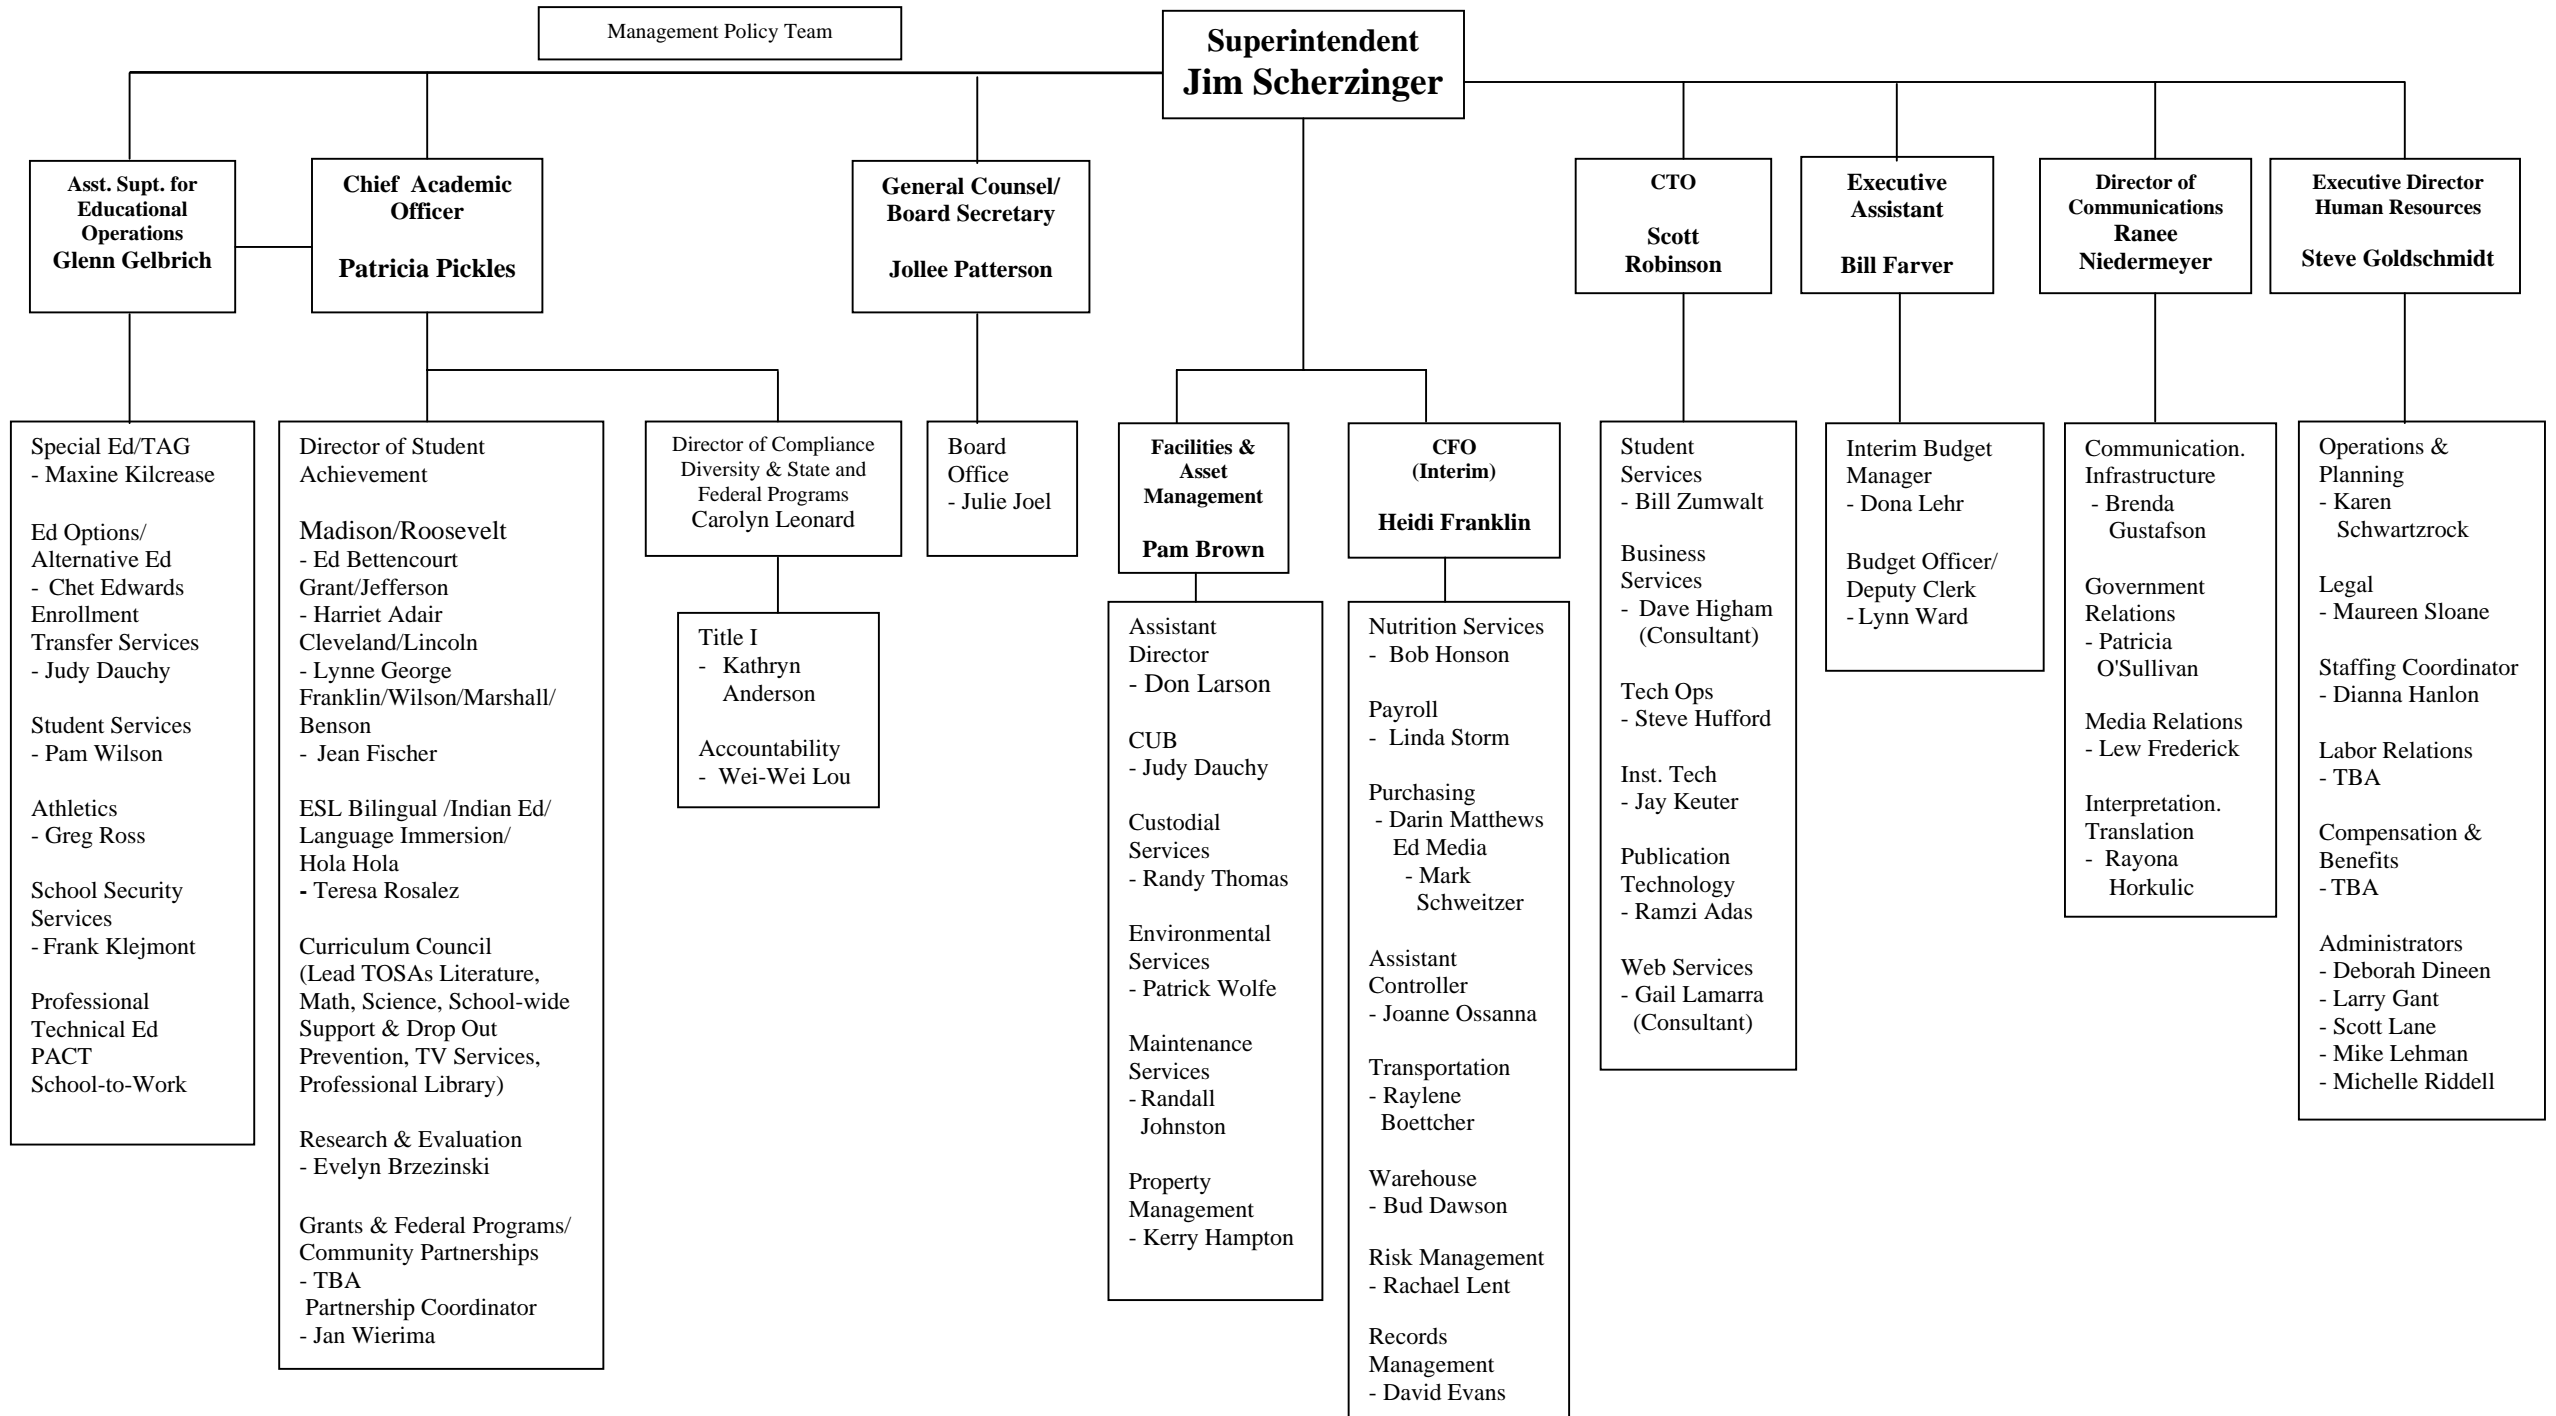 Management Policy Team
Superintendent
Jim Scherzinger
Asst. Supt. for
Educational
Operations
Glenn Gelbrich
Chief Academic
Officer
Patricia Pickles
General Counsel/
Board Secretary
Jollee Patterson
CTO
Scott
Robinson
Executive
Assistant
Bill Farver
Director of
Communications
Ranee
Niedermeyer
Executive Director
Human Resources
Steve Goldschmidt
Special Ed/TAG
- Maxine Kilcrease
Ed Options/
Alternative Ed
- Chet Edwards
Enrollment
Transfer Services
- Judy Dauchy
Student Services
- Pam Wilson
Athletics
- Greg Ross
School Security
Services
- Frank Klejmont
Professional
Technical Ed
PACT
School-to-Work
Director of Student
Achievement
Madison/Roosevelt
- Ed Bettencourt
Grant/Jefferson
- Harriet Adair
Cleveland/Lincoln
- Lynne George
Franklin/Wilson/Marshall/
Benson
- Jean Fischer
ESL Bilingual /Indian Ed/
Language Immersion/
Hola Hola
- Teresa Rosalez
Curriculum Council
(Lead TOSAs Literature,
Math, Science, School-wide
Support & Drop Out
Prevention, TV Services,
Professional Library)
Research & Evaluation
- Evelyn Brzezinski
Grants & Federal Programs/
Community Partnerships
- TBA
Partnership Coordinator
- Jan Wierima
Director of Compliance
Diversity & State and
Federal Programs
Carolyn Leonard
Title I
- Kathryn
Anderson
Accountability
- Wei-Wei Lou
Board
Office
- Julie Joel
Facilities &
Asset
Management
Pam Brown
Assistant
Director
- Don Larson
CUB
- Judy Dauchy
Custodial
Services
- Randy Thomas
Environmental
Services
- Patrick Wolfe
Maintenance
Services
- Randall
Johnston
Property
Management
- Kerry Hampton
CFO
(Interim)
Heidi Franklin
Nutrition Services
- Bob Honson
Payroll
- Linda Storm
Purchasing
- Darin Matthews
Ed Media
- Mark
Schweitzer
Assistant
Controller
- Joanne Ossanna
Transportation
- Raylene
Boettcher
Warehouse
- Bud Dawson
Risk Management
- Rachael Lent
Records
Management
- David Evans
Student
Services
- Bill Zumwalt
Business
Services
- Dave Higham
(Consultant)
Tech Ops
- Steve Hufford
Inst. Tech
- Jay Keuter
Publication
Technology
- Ramzi Adas
Web Services
- Gail Lamarra
(Consultant)
Interim Budget
Manager
- Dona Lehr
Budget Officer/
Deputy Clerk
- Lynn Ward
Communication.
Infrastructure
- Brenda
Gustafson
Government
Relations
- Patricia
O'Sullivan
Media Relations
- Lew Frederick
Interpretation.
Translation
- Rayona
Horkulic
Operations &
Planning
- Karen
Schwartzrock
Legal
- Maureen Sloane
Staffing Coordinator
- Dianna Hanlon
Labor Relations
- TBA
Compensation &
Benefits
- TBA
Administrators
- Deborah Dineen
- Larry Gant
- Scott Lane
- Mike Lehman
- Michelle Riddell